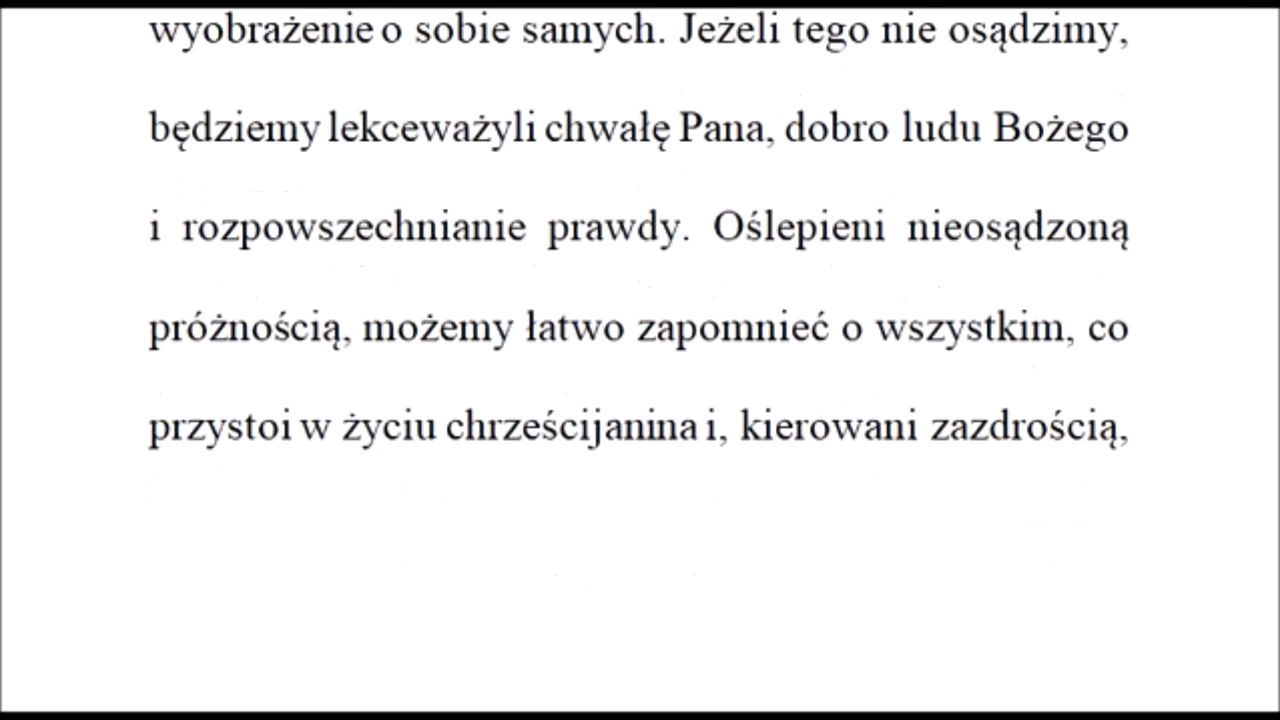 wyobrażenie o sobie samych. Jeżeli tego nie osądzimy,
będziemy lekceważyli chwałę Pana, dobro ludu Bożego
i rozpowszechnianie prawdy. Oślepieni nieosądzoną
próżnością, możemy łatwo zapomnieć o wszystkim, co
przystoi w życiu chrześcijanina i, kierowani zazdrością,